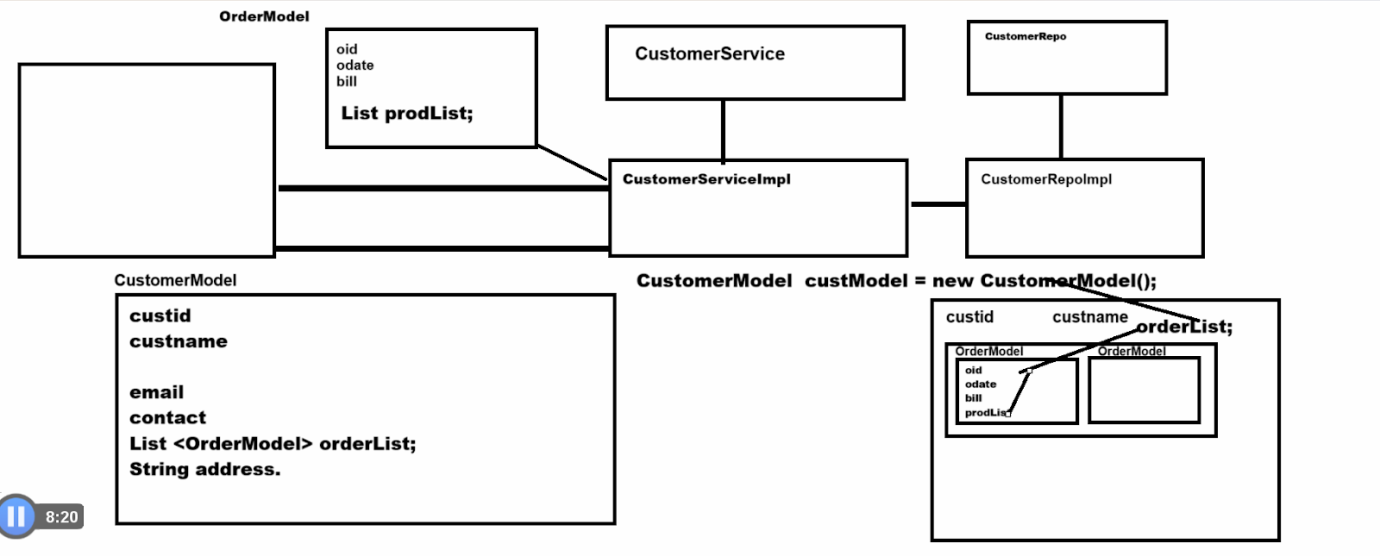 OrderModel
oid
odate
bill
List prodList;
CustomerService
CustomerRepo
CustomerServiceImpl
CustomerRepoImpl
CustomerModel
custid
custname
email
contact
List <OrderModel> orderList;
String address.
CustomerModel custModel = new CustomerModel();
custid custname orderList;
OrderModel OrderModel
oid
odate
bill
prodLis
8:20